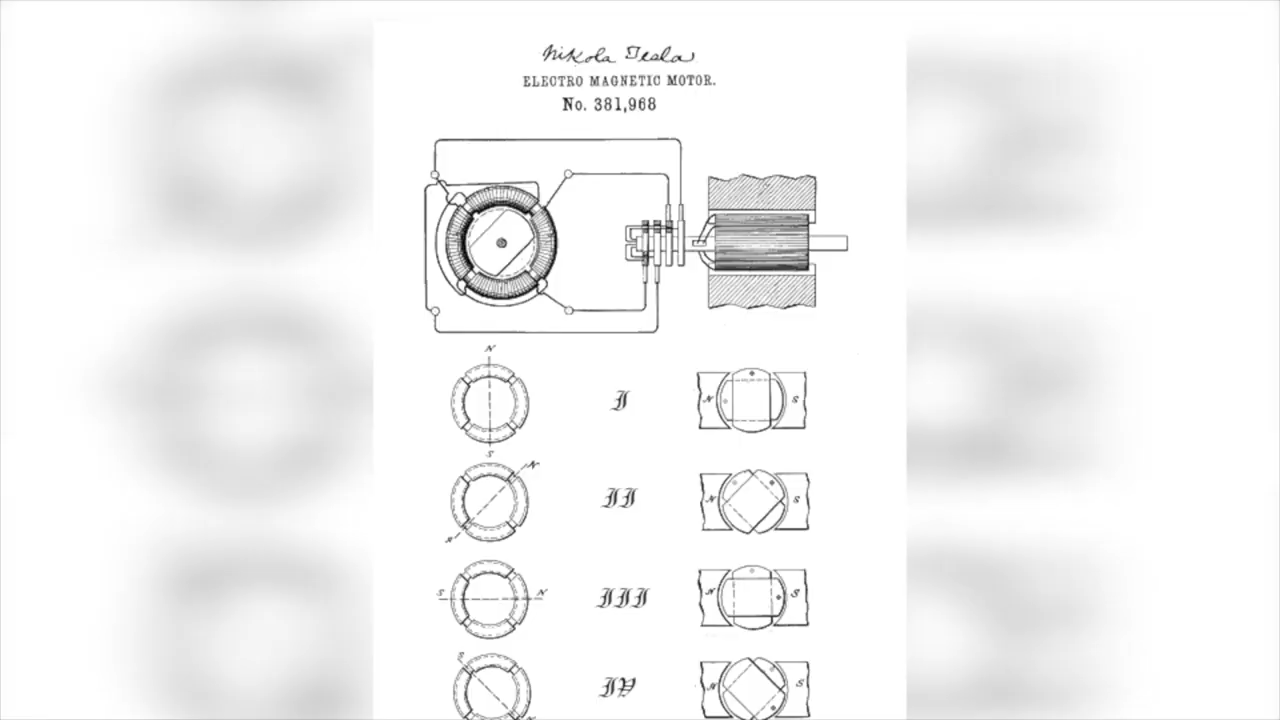 Nikola Tesla
ELECTRO MAGNETIC MOTOR.
No. 381,968
N
I
N
S
S
N
II
N
S
III
S
N
N
S
S
IV
N
S